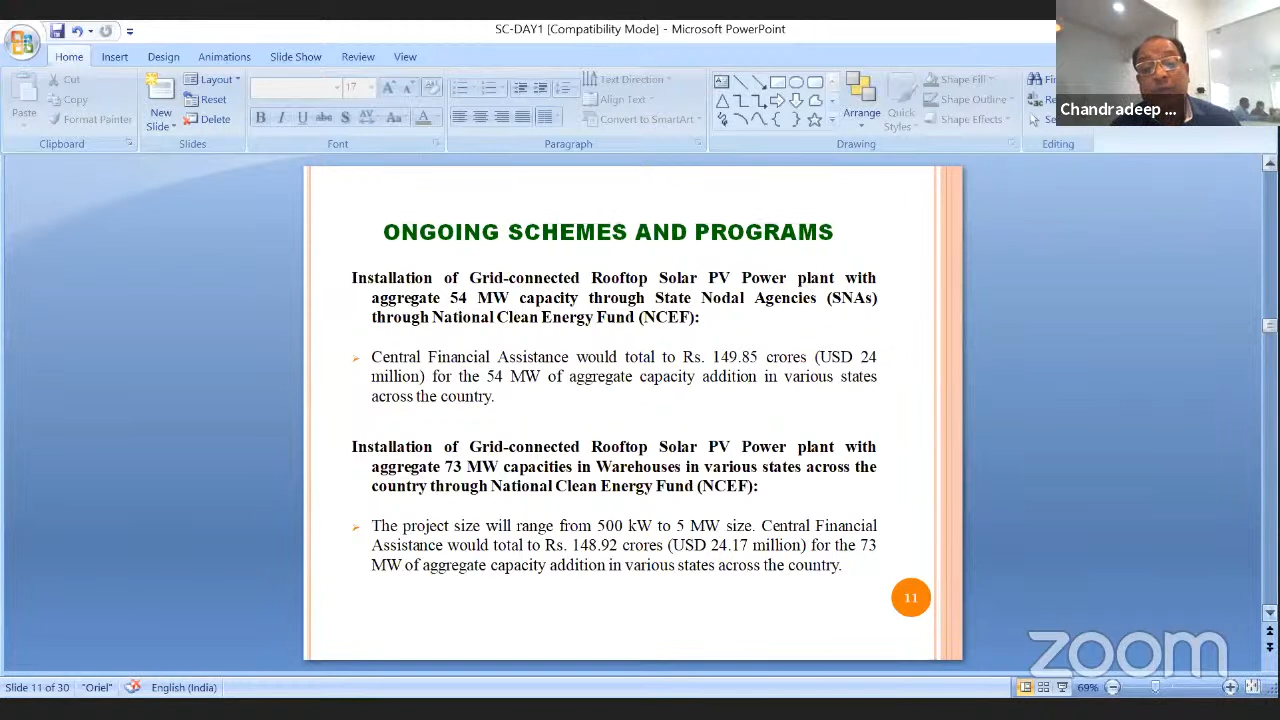 SC-DAY1 [Compatibility Mode] - Microsoft PowerPoint
Home Insert Design Animations Slide Show Review View
Cut
Copy
Format Painter
Paste
Clipboard
New
Slide
Layout
Reset
Delete
Slides
17
B I U abc S AV Aa A
Font
Text Direction
Align Text
Convert to SmartArt
Paragraph
Arrange
Quick
Styles
Shape Fill
Shape Outline
Shape Effects
Drawing
Editing
Chandradeep ...
ONGOING SCHEMES AND PROGRAMS
Installation of Grid-connected Rooftop Solar PV Power plant with
aggregate 54 MW capacity through State Nodal Agencies (SNAs)
through National Clean Energy Fund (NCEF):
Central Financial Assistance would total to Rs. 149.85 crores (USD 24
million) for the 54 MW of aggregate capacity addition in various states
across the country.
Installation of Grid-connected Rooftop Solar PV Power plant with
aggregate 73 MW capacities in Warehouses in various states across the
country through National Clean Energy Fund (NCEF):
The project size will range from 500 kW to 5 MW size. Central Financial
Assistance would total to Rs. 148.92 crores (USD 24.17 million) for the 73
MW of aggregate capacity addition in various states across the country.
11
zoom
Slide 11 of 30 "Oriel" English (India) 69%